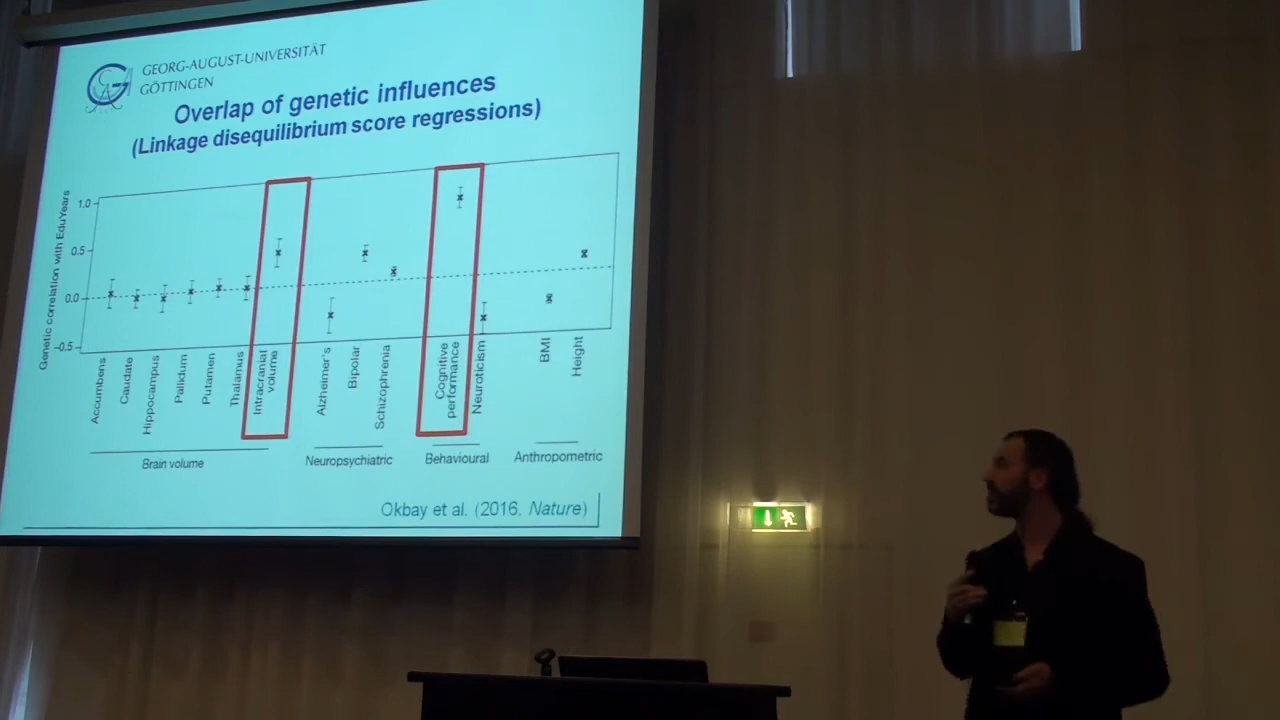 GEORG-AUGUST-UNIVERSITÄT
GÖTTINGEN
Overlap of genetic influences
(Linkage disequilibrium score regressions)
Genetic correlation with EduYears
1.0
0.5
0.0
-0.5
Accumbens
Caudate
Hippocampus
Pallidum
Putamen
Thalamus
Intracranial
volume
Alzheimer's
Bipolar
Schizophrenia
Cognitive
performance
Neuroticism
BMI
Height
Brain volume
Neuropsychiatric
Behavioural
Anthropometric
Okbay et al. (2016, Nature)